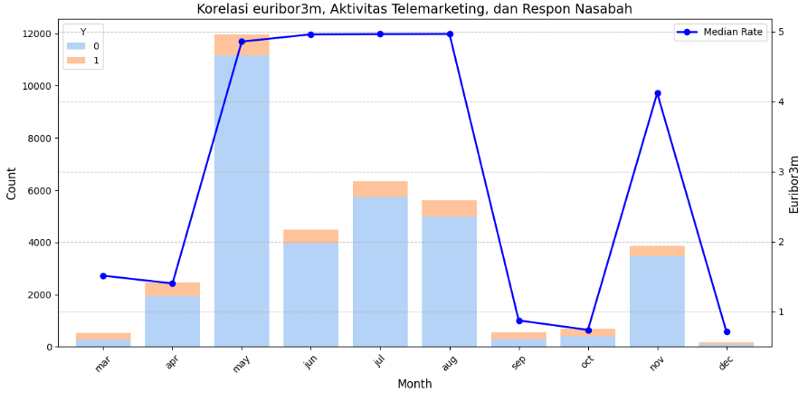 Korelasi euribor3m, Aktivitas Telemarketing, dan Respon Nasabah
Y
0
1
Median Rate
12000
10000
8000
6000
4000
2000
0
Count
5
4
3
2
1
Euribor3m
mar
apr
may
jun
jul
aug
sep
oct
nov
dec
Month